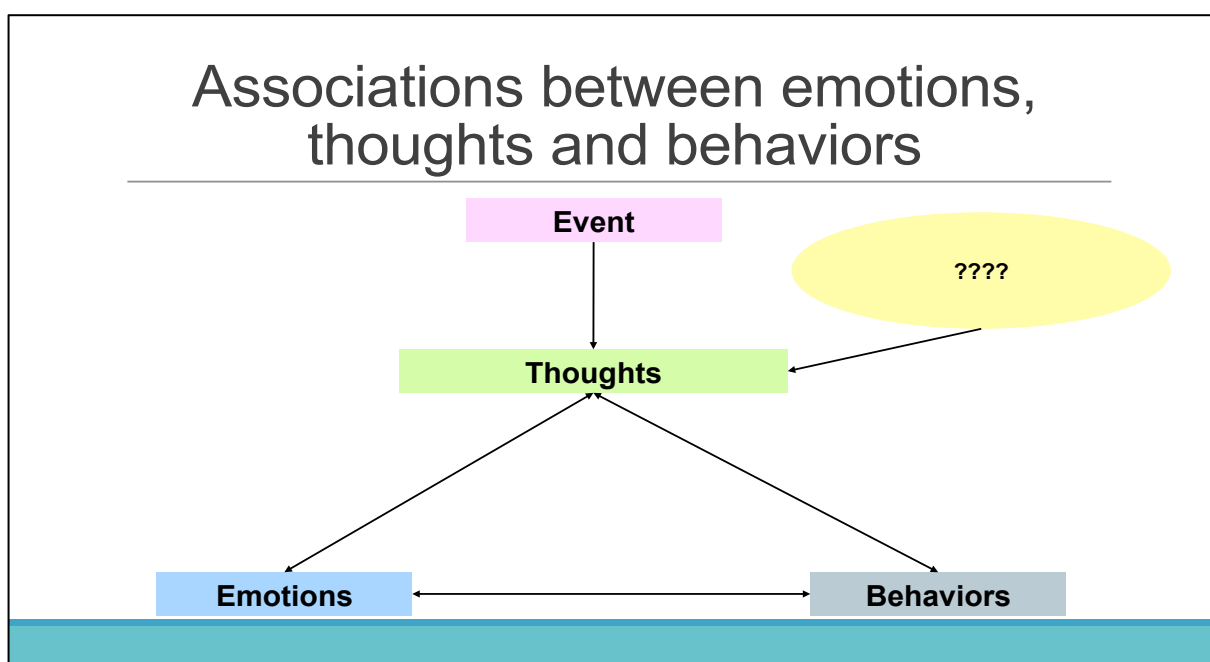 Associations between emotions,
thoughts and behaviors
Event
????
Thoughts
Emotions
Behaviors